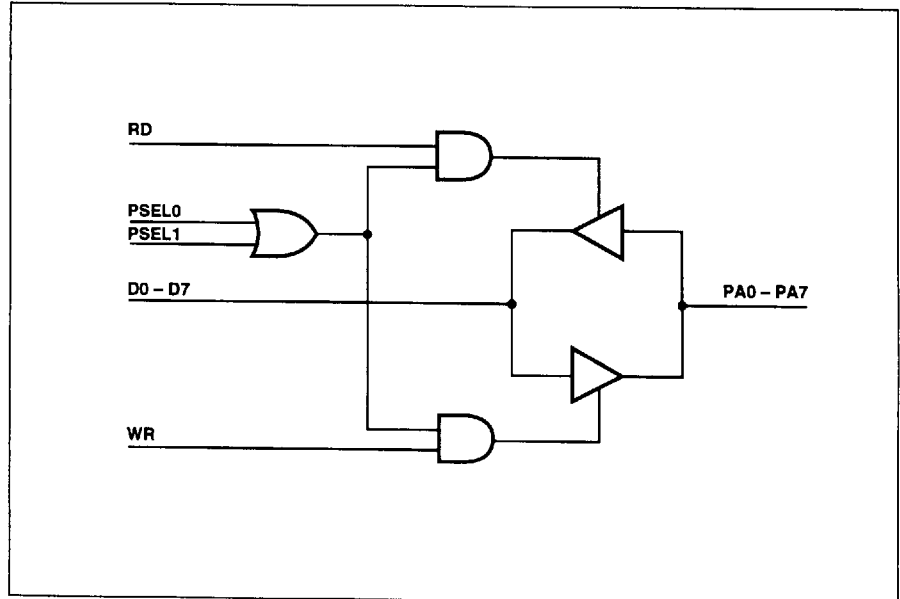 RD
PSEL0
PSEL1
D0 – D7
PA0 – PA7
WR